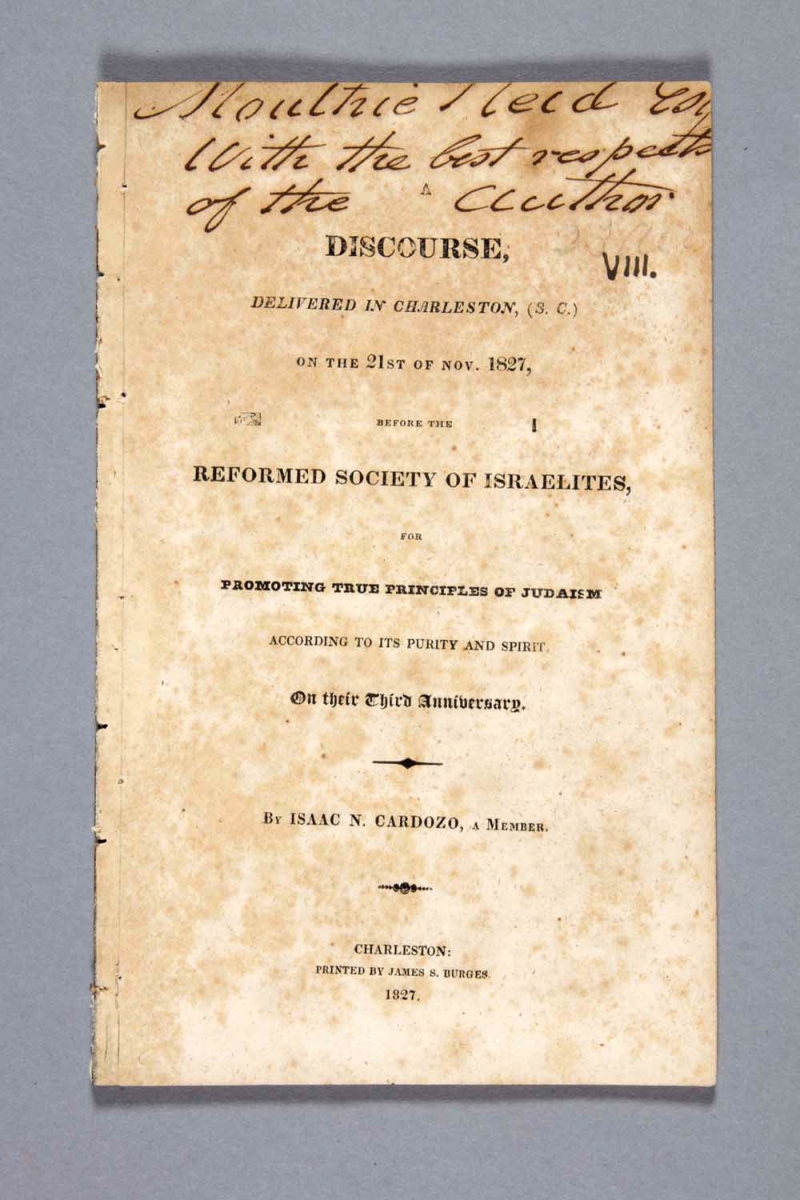 Moultrie Reid Esq
With the best respects
of the Author
A
DISCOURSE,
VIII.
DELIVERED IN CHARLESTON, (S. C.)
ON THE 21ST OF NOV. 1827,
BEFORE THE
REFORMED SOCIETY OF ISRAELITES,
FOR
PROMOTING TRUE PRINCIPLES OF JUDAISM
ACCORDING TO ITS PURITY AND SPIRIT
On their Third Anniversary.
By ISAAC N. CARDOZO, A MEMBER.
CHARLESTON:
PRINTED BY JAMES S. BURGES.
1827.